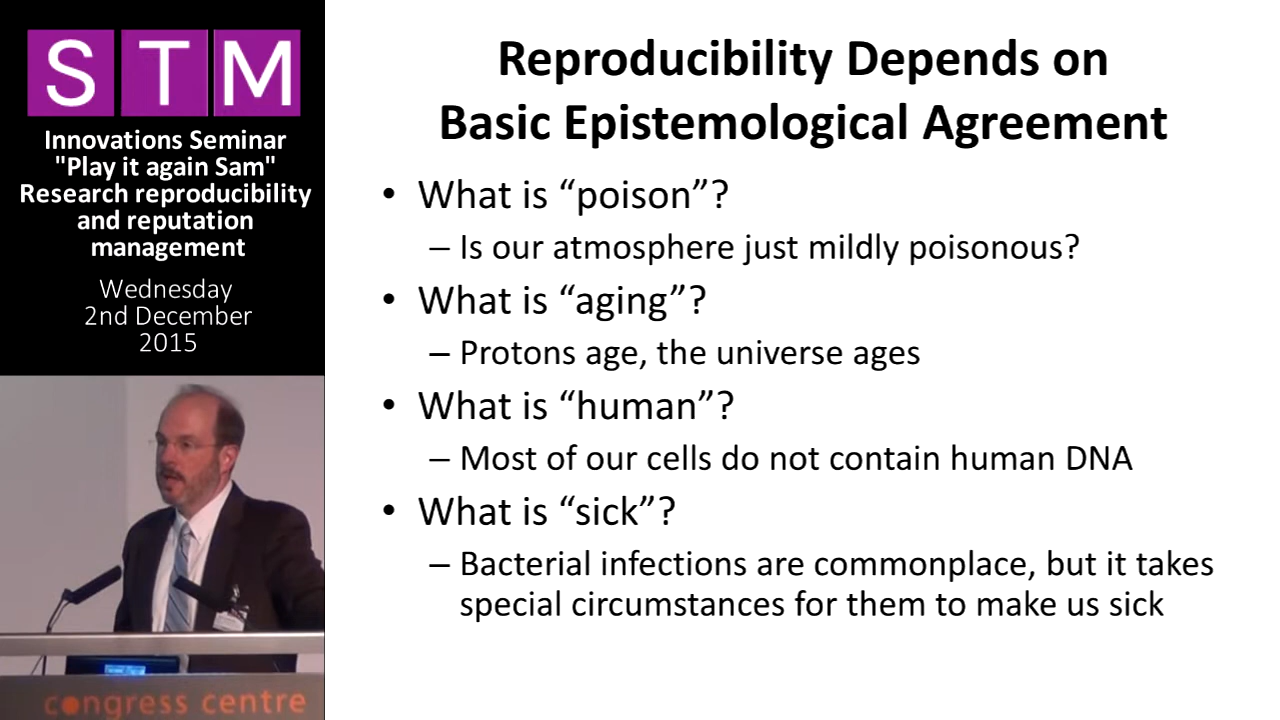 STM
Innovations Seminar
"Play it again Sam"
Research reproducibility
and reputation
management
Wednesday
2nd December
2015
congress centre
Reproducibility Depends on
Basic Epistemological Agreement
• What is “poison”?
– Is our atmosphere just mildly poisonous?
• What is “aging”?
– Protons age, the universe ages
• What is “human”?
– Most of our cells do not contain human DNA
• What is “sick”?
– Bacterial infections are commonplace, but it takes
special circumstances for them to make us sick